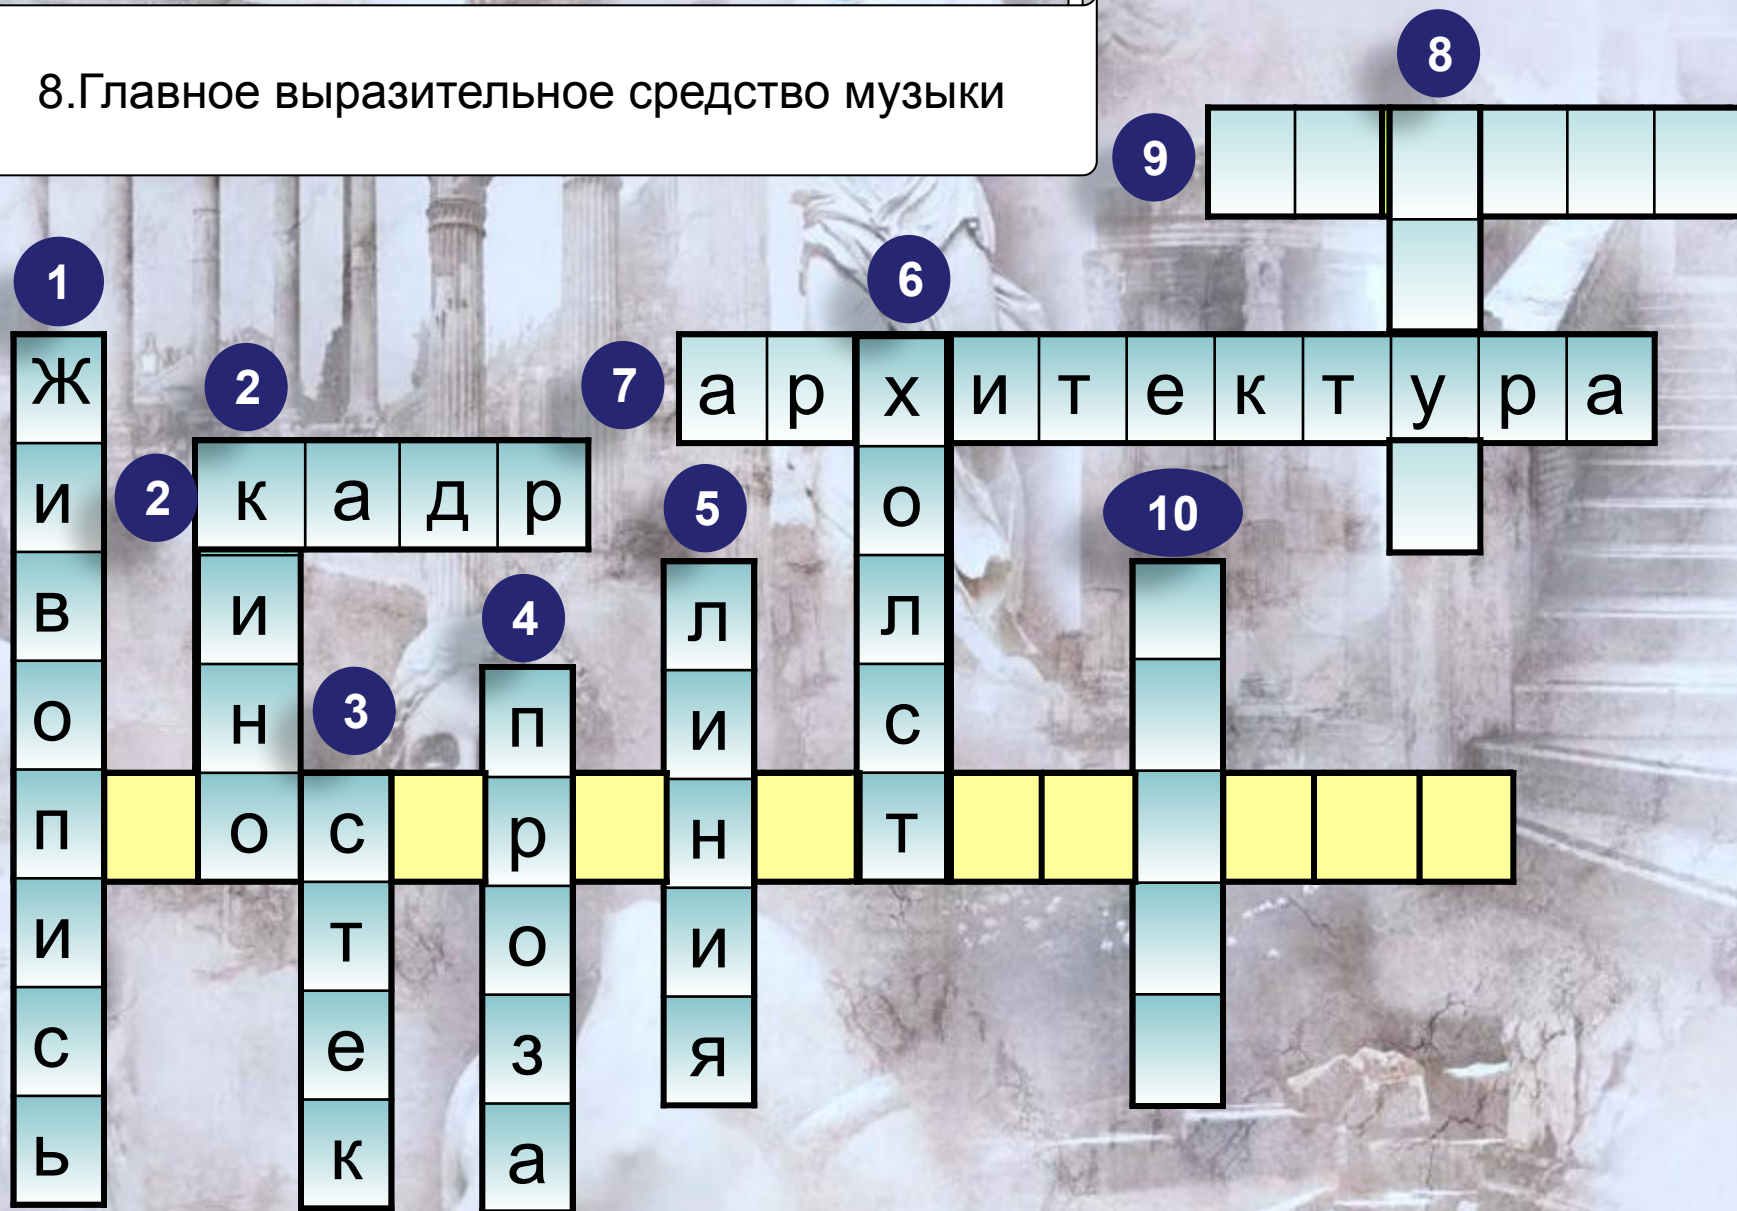 8.Главное выразительное средство музыки
8
9
1
6
Ж
2
7
а р х и т е к т у р а
и
2
к а д р
5
о
10
в
и
4
л
л
о
н
3
п
и
с
п о с р н т
и
т
о
и
с
е
з
я
ь
к
а